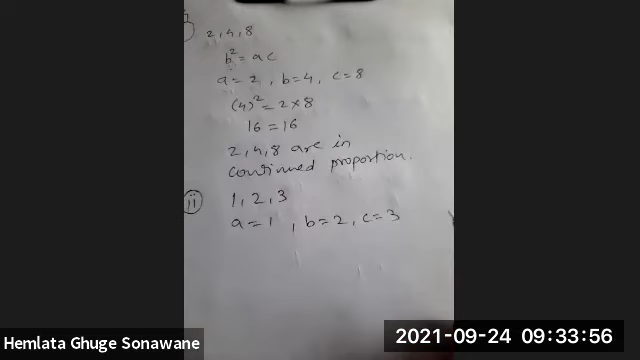 i)
2, 4, 8
b² = ac
a = 2, b = 4, c = 8
(4)² = 2 × 8
16 = 16
2, 4, 8 are in
continued proportion.
ii
1, 2, 3
a = 1, b = 2, c = 3
Hemlata Ghuge Sonawane
2021-09-24 09:33:56